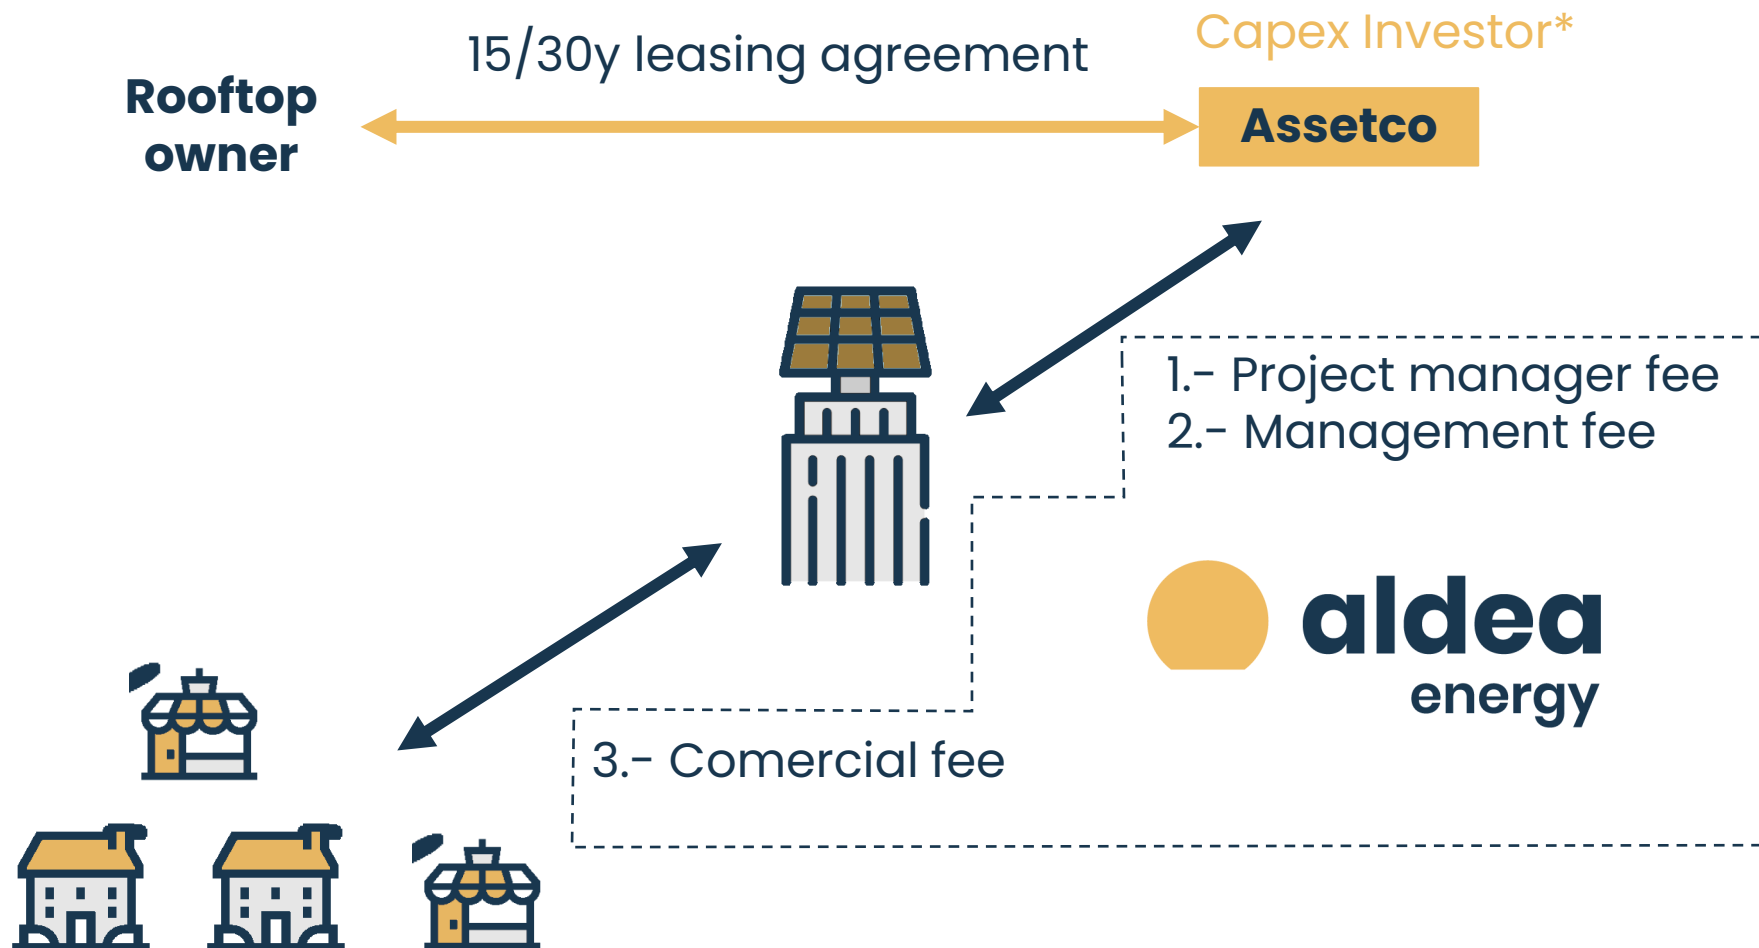 Capex Investor*
15/30y leasing agreement
Rooftop
owner
Assetco
1.- Project manager fee
2.- Management fee
aldea
energy
3.- Comercial fee